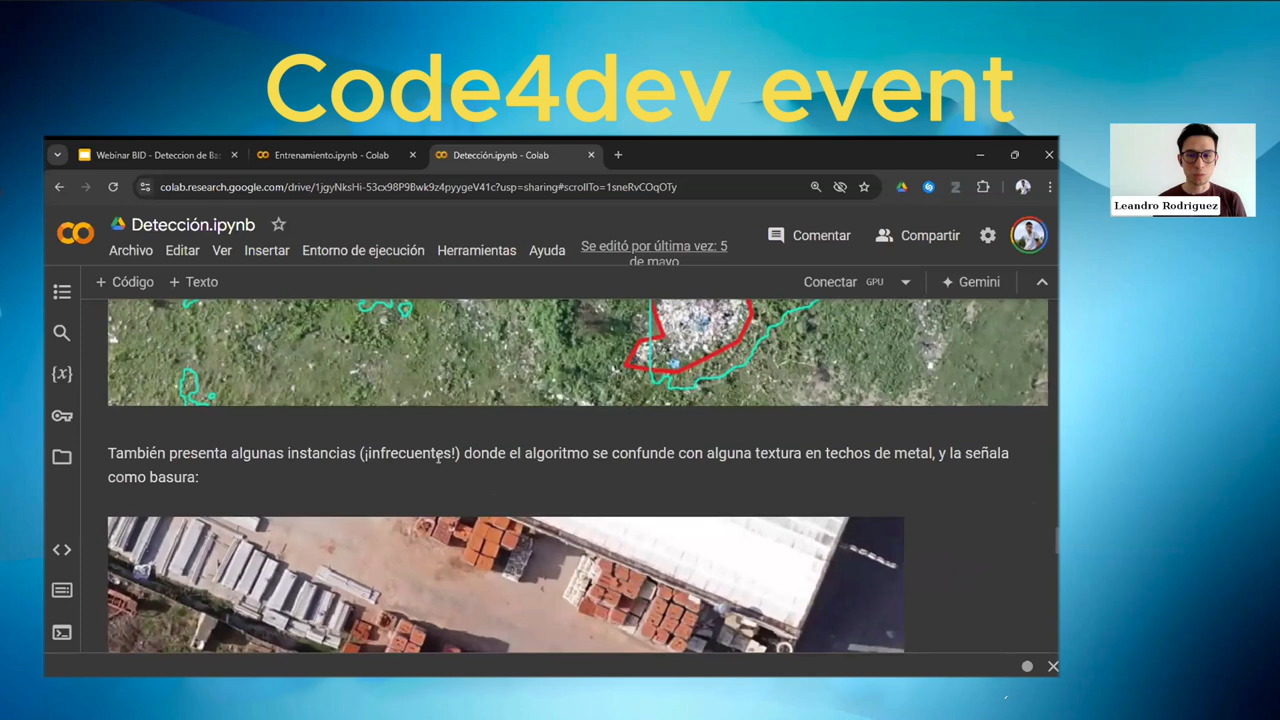 Code4dev event
Webinar BID - Deteccion de Ba
Entrenamiento.ipynb - Colab
Detección.ipynb - Colab
colab.research.google.com/drive/1jgyNksHi-53cx98P9Bwk9z4pyygeV41c?usp=sharing#scrollTo=1sneRvCOqOTy
Leandro Rodriguez
Detección.ipynb
Archivo Editar Ver Insertar Entorno de ejecución Herramientas Ayuda
Se editó por última vez: 5
de mayo
Comentar
Compartir
+ Código + Texto
Conectar GPU
Gemini
También presenta algunas instancias (¡infrecuentes!) donde el algoritmo se confunde con alguna textura en techos de metal, y la señala
como basura: